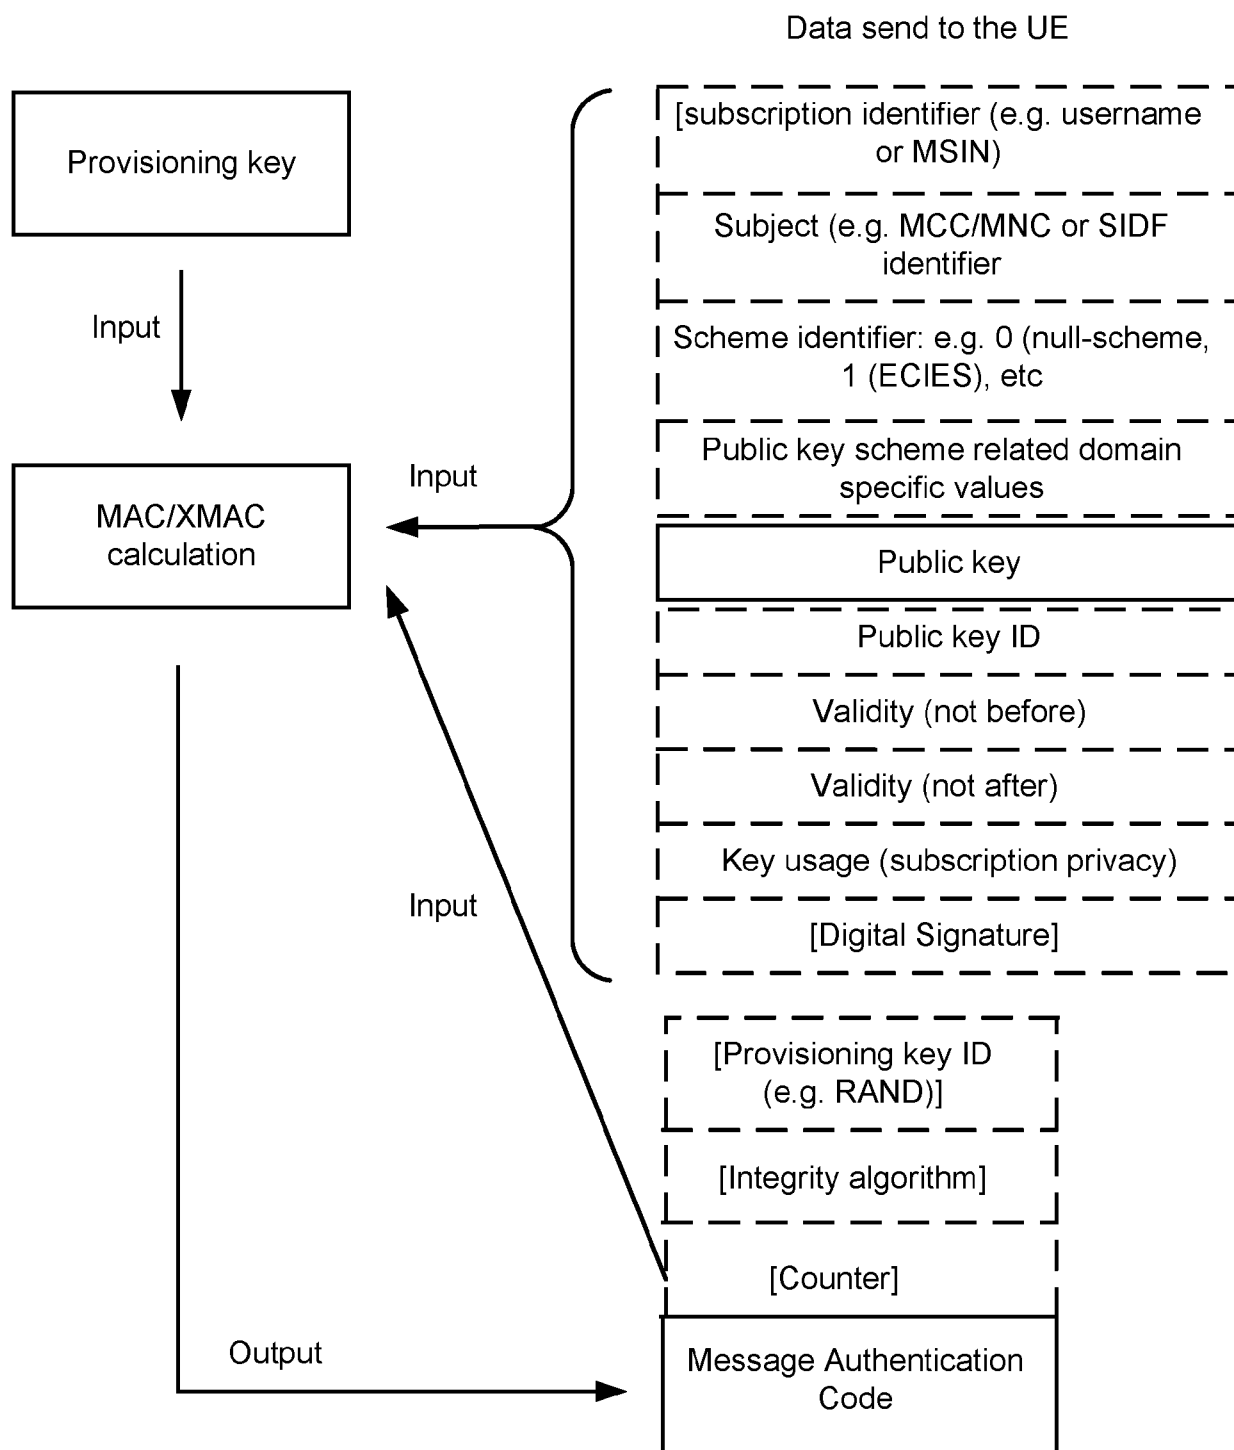 Data send to the UE
Provisioning key
Input
MAC/XMAC
calculation
Input
Input
Output
[subscription identifier (e.g. username
or MSIN)
Subject (e.g. MCC/MNC or SIDF
identifier
Scheme identifier: e.g. 0 (null-scheme,
1 (ECIES), etc
Public key scheme related domain
specific values
Public key
Public key ID
Validity (not before)
Validity (not after)
Key usage (subscription privacy)
[Digital Signature]
[Provisioning key ID
(e.g. RAND)]
[Integrity algorithm]
[Counter]
Message Authentication
Code